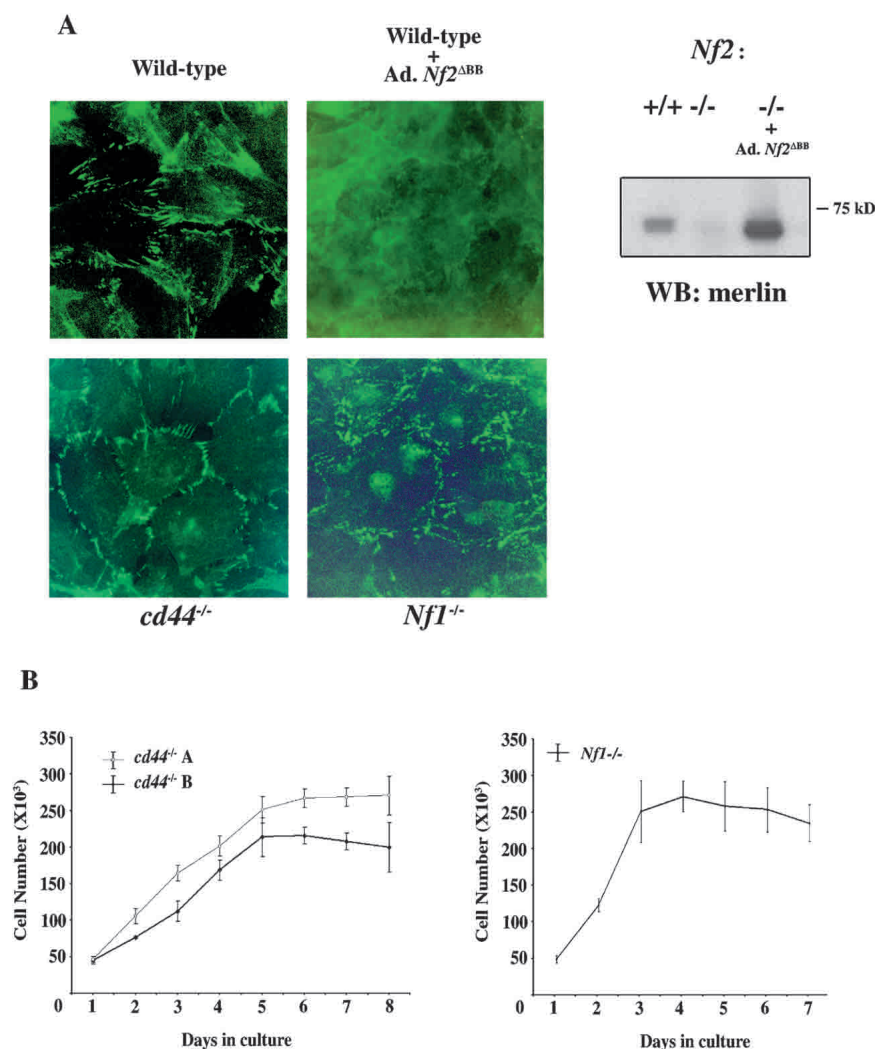 A
Wild-type
Wild-type
+
Ad. Nf2ΔBB
Nf2:
+/+ -/- -/-
+
Ad. Nf2ΔBB
75 kD
WB: merlin
cd44-/-
Nf1-/-
B
350
300
250
200
150
100
50
0
Cell Number (X10³)
cd44-/- A
cd44-/- B
1 2 3 4 5 6 7 8
Days in culture
350
300
250
200
150
100
50
0
Cell Number (X10³)
Nf1-/-
1 2 3 4 5 6 7
Days in culture